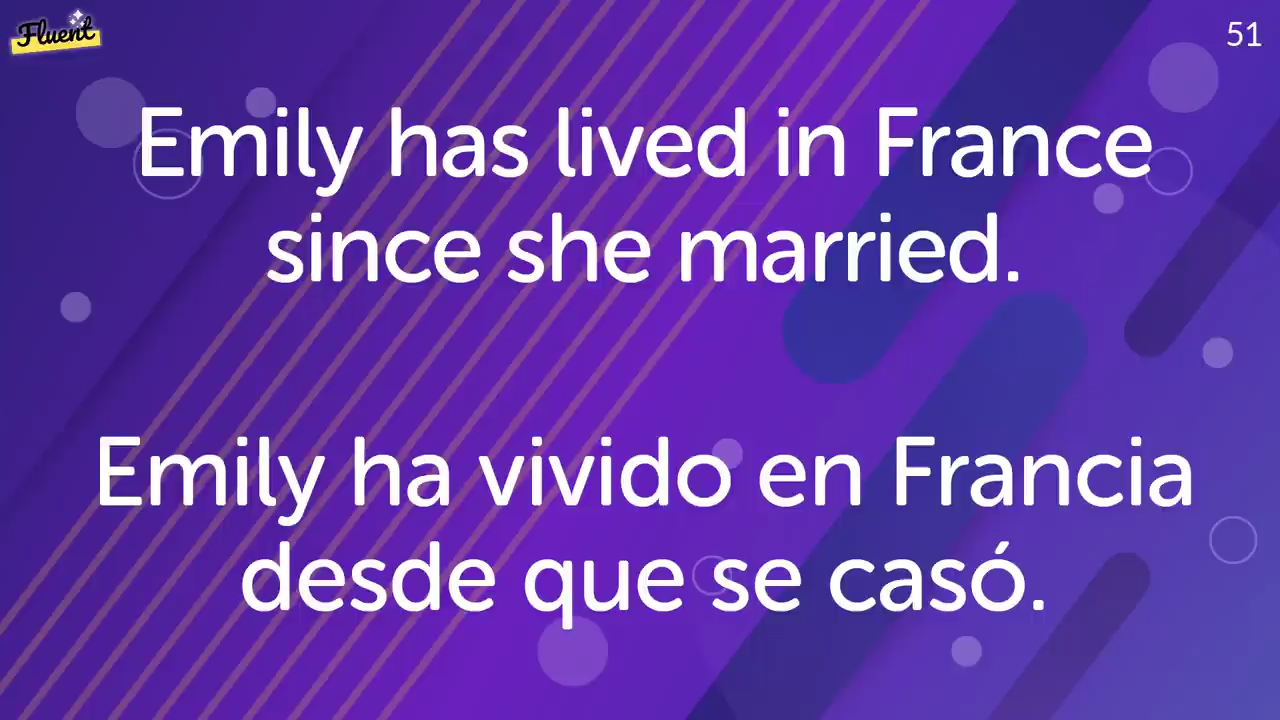 Fluent
51
Emily has lived in France
since she married.
Emily ha vivido en Francia
desde que se casó.